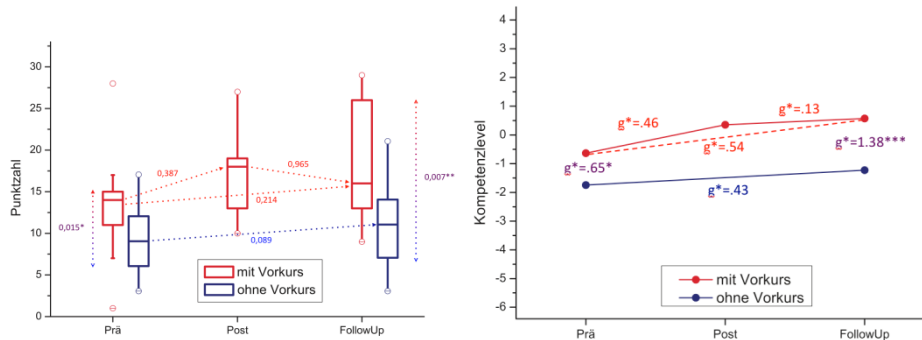 Punktzahl
30
25
20
15
10
5
0
0,387
0,965
0,214
0,015*
0,089
0,007**
mit Vorkurs
ohne Vorkurs
Prä
Post
FollowUp
Kompetenzlevel
4
3
2
1
0
-1
-2
-3
-4
-5
-6
g*=.46
g*=.13
g*=.54
g*=.65*
g*=1.38***
g*=.43
mit Vorkurs
ohne Vorkurs
Prä
Post
FollowUp